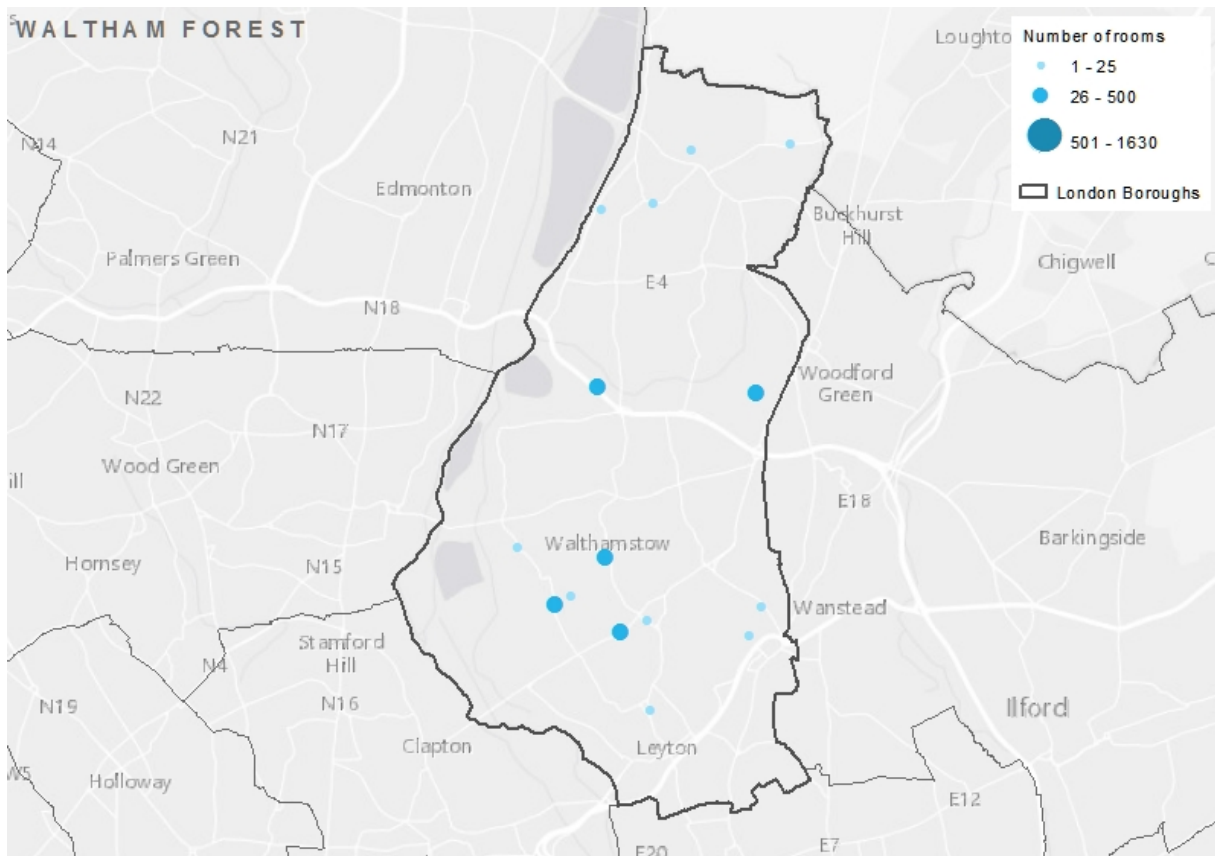 WALTHAM FOREST
Loughto
Number of rooms
1 - 25
26 - 500
501 - 1630
London Boroughs
N14
N21
Edmonton
Buckhurst
Hill
Palmers Green
Chigwell
E4
N18
Woodford
Green
N22
N17
Wood Green
ill
E18
Walthamstow
Barkingside
Hornsey
N15
Wanstead
Stamford
Hill
N4
N16
N19
Ilford
Clapton
Leyton
Holloway
E12
E7
E20